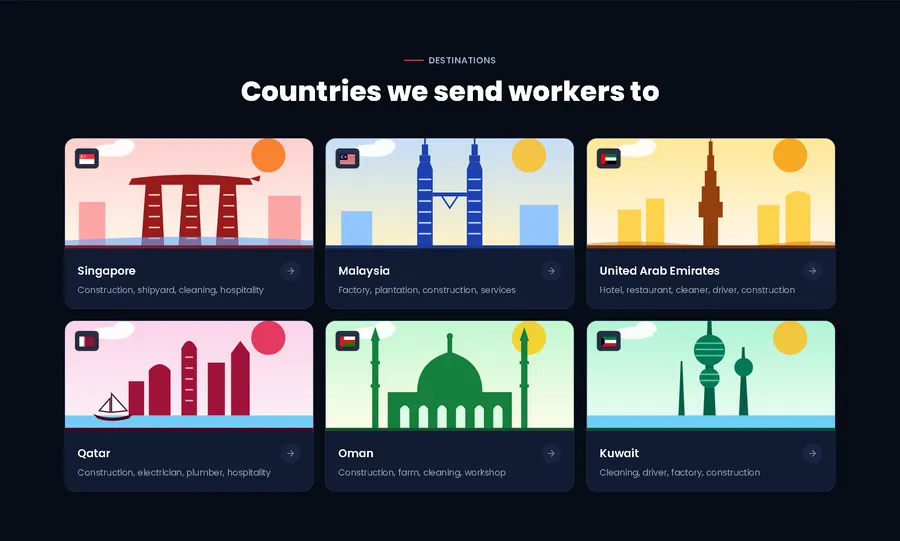 DESTINATIONS
Countries we send workers to
Singapore
Construction, shipyard, cleaning, hospitality
Malaysia
Factory, plantation, construction, services
United Arab Emirates
Hotel, restaurant, cleaner, driver, construction
Qatar
Construction, electrician, plumber, hospitality
Oman
Construction, farm, cleaning, workshop
Kuwait
Cleaning, driver, factory, construction